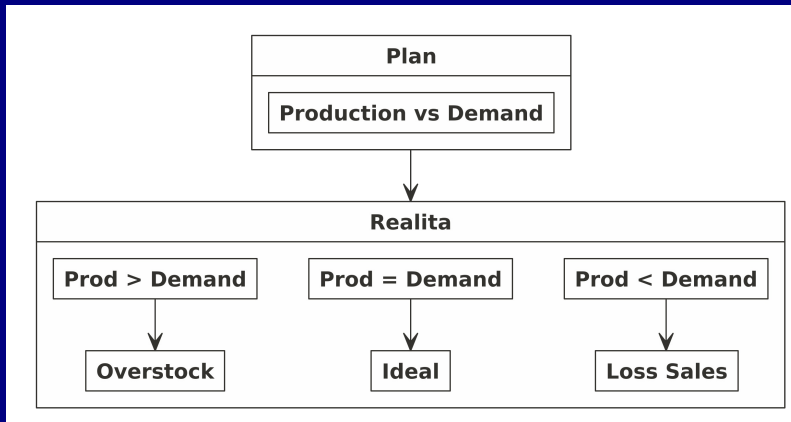 Plan
Production vs Demand
Realita
Prod > Demand
Prod = Demand
Prod < Demand
Overstock
Ideal
Loss Sales